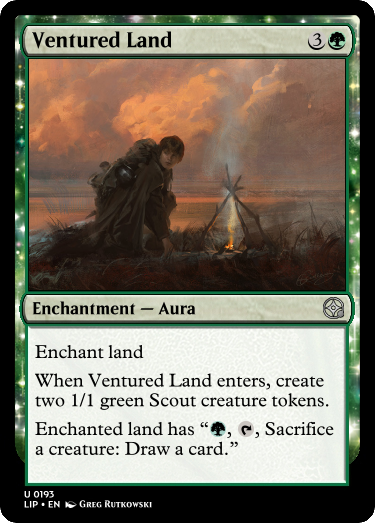 Ventured Land 3
Enchantment — Aura
Enchant land
When Ventured Land enters, create
two 1/1 green Scout creature tokens.
Enchanted land has “, , Sacrifice
a creature: Draw a card.”
U 0193
LIP • EN Greg Rutkowski